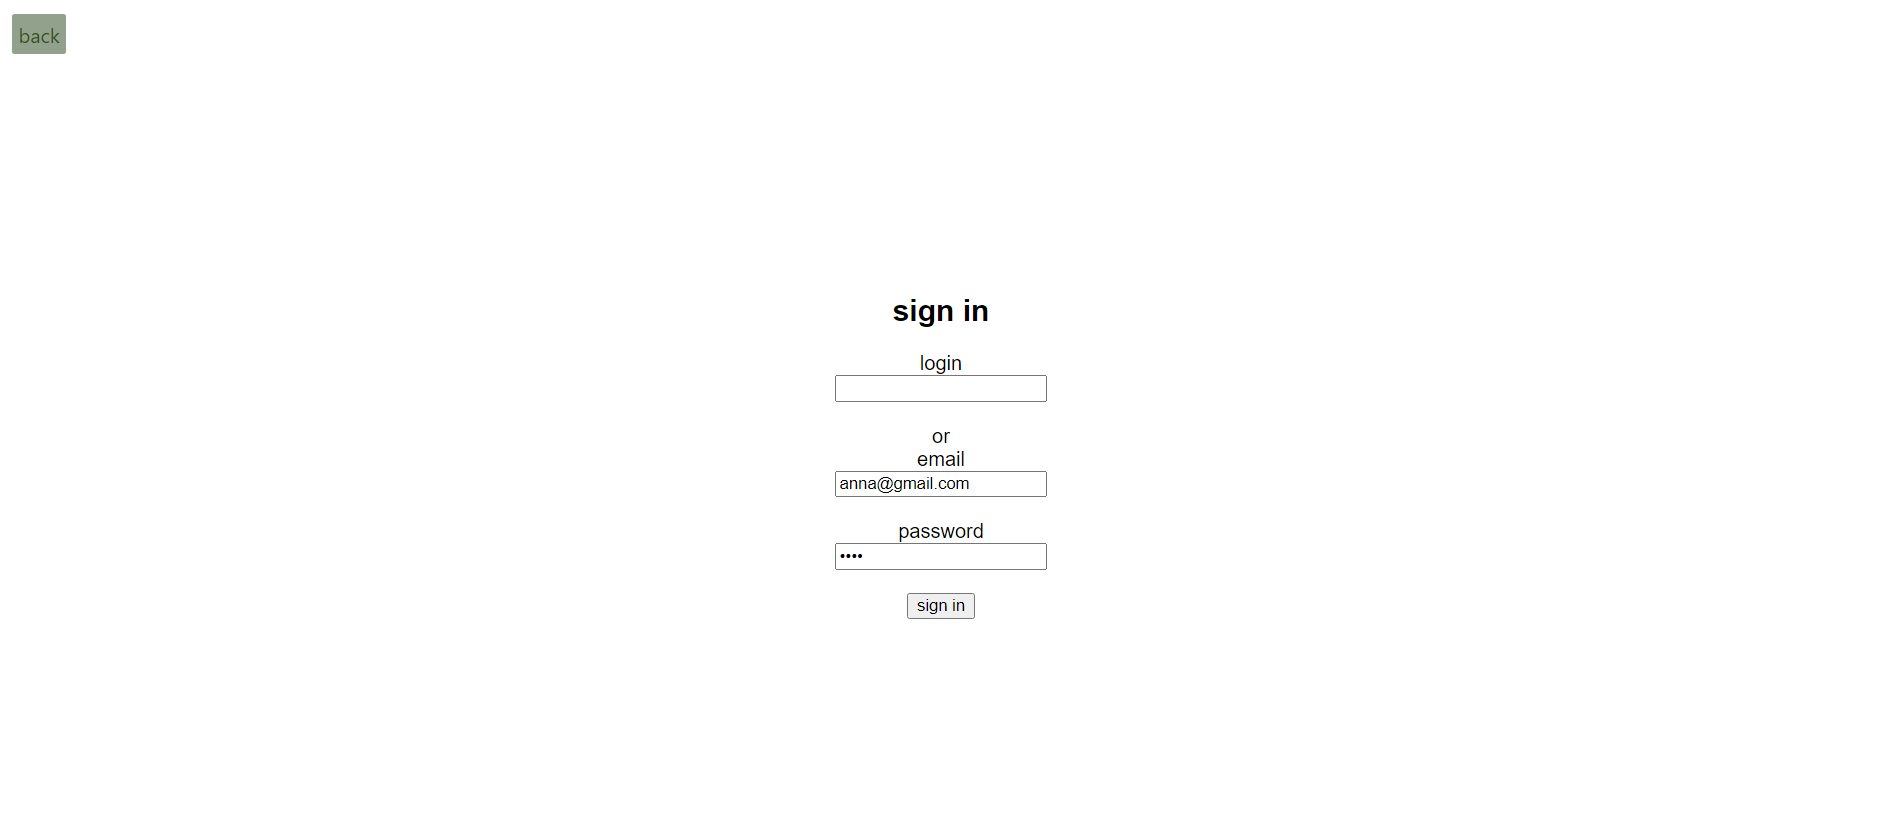 back
sign in
login
or
email
anna@gmail.com
password
••••
sign in